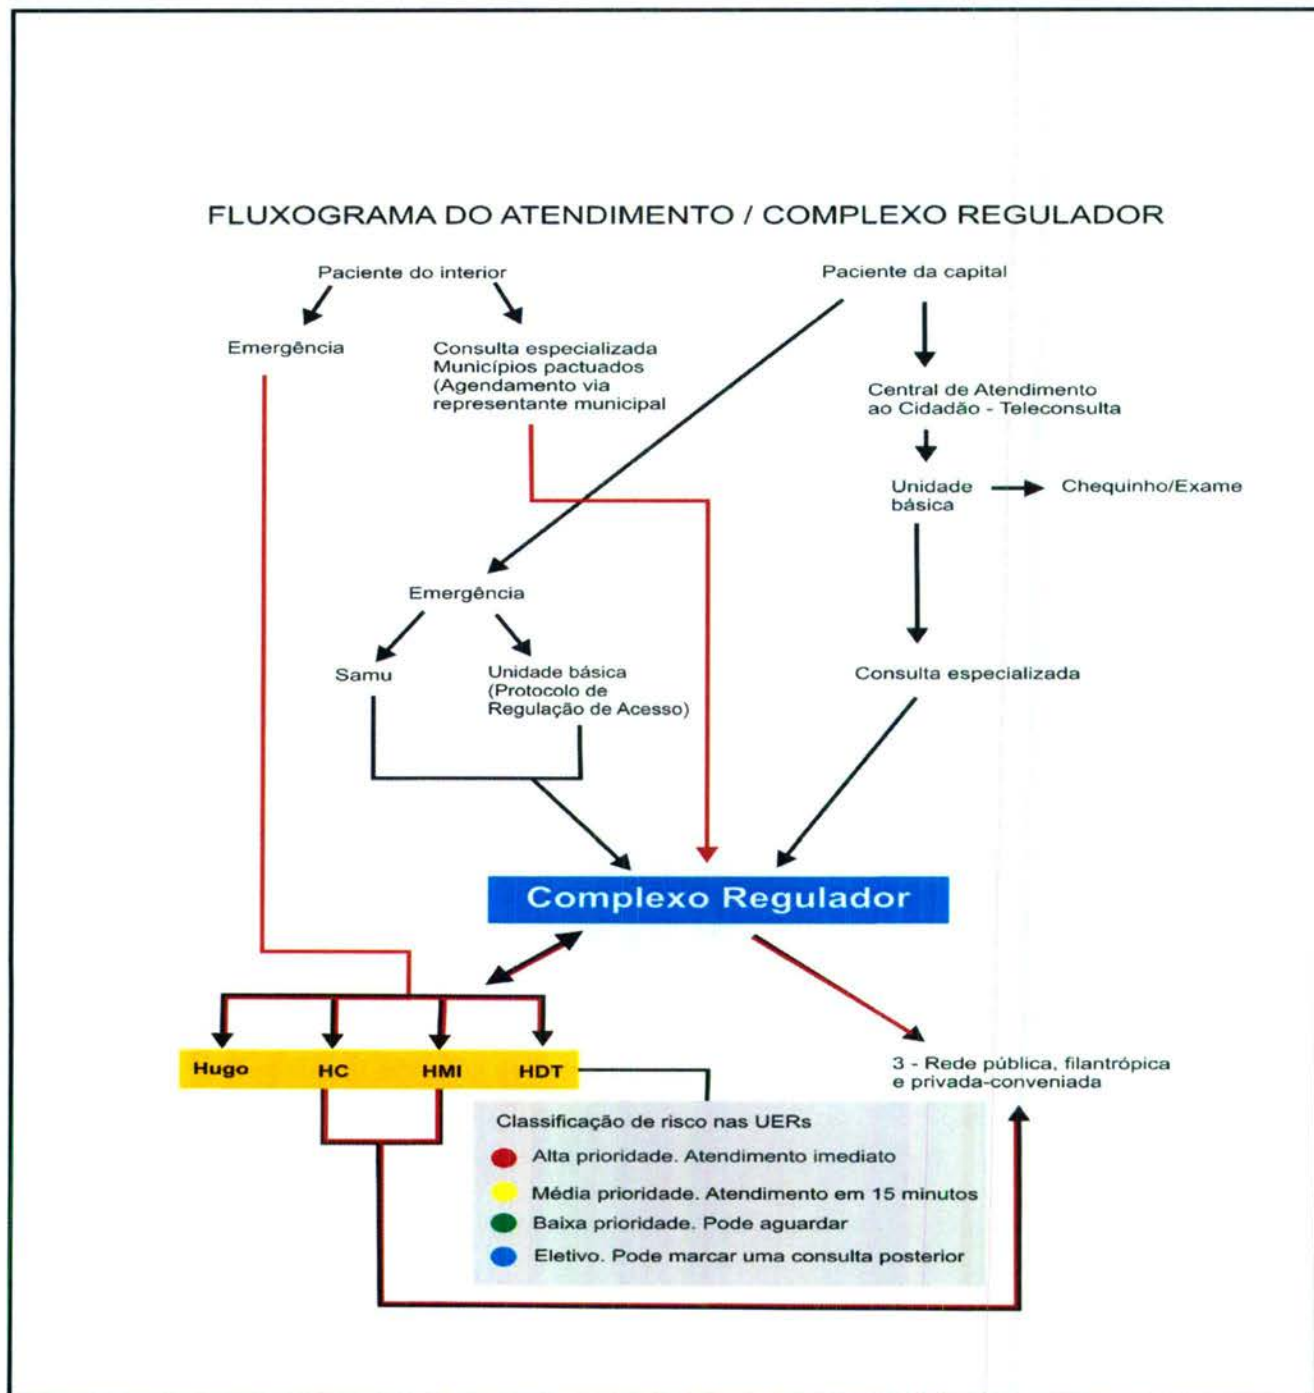 FLUXOGRAMA DO ATENDIMENTO / COMPLEXO REGULADOR
Paciente do interior
Paciente da capital
Emergência
Consulta especializada
Municípios pactuados
(Agendamento via
representante municipal
Central de Atendimento
ao Cidadão - Teleconsulta
Unidade
básica
Chequinho/Exame
Emergência
Samu
Unidade básica
(Protocolo de
Regulação de Acesso)
Consulta especializada
Complexo Regulador
Hugo
HC
HMI
HDT
3 - Rede pública, filantrópica
e privada-conveniada
Classificação de risco nas UERs
Alta prioridade. Atendimento imediato
Média prioridade. Atendimento em 15 minutos
Baixa prioridade. Pode aguardar
Eletivo. Pode marcar uma consulta posterior